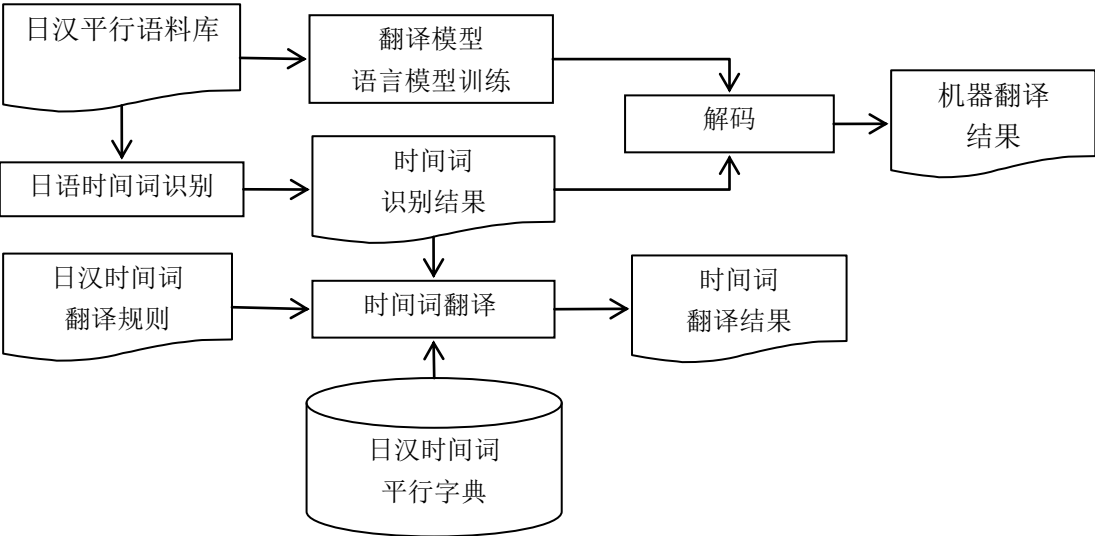 日汉平行语料库
翻译模型
语言模型训练
解码
机器翻译
结果
日语时间词识别
时间词
识别结果
日汉时间词
翻译规则
时间词翻译
时间词
翻译结果
日汉时间词
平行字典